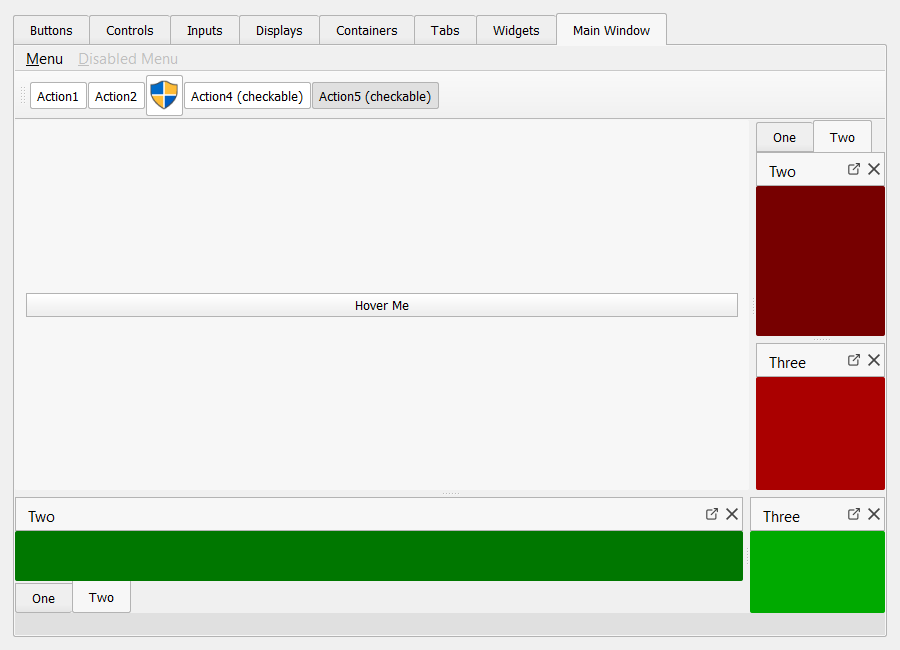 Buttons Controls Inputs Displays Containers Tabs Widgets Main Window
Menu Disabled Menu
Action1 Action2 Action4 (checkable) Action5 (checkable)
One Two
Two
Hover Me
Three
Two
Three
One Two